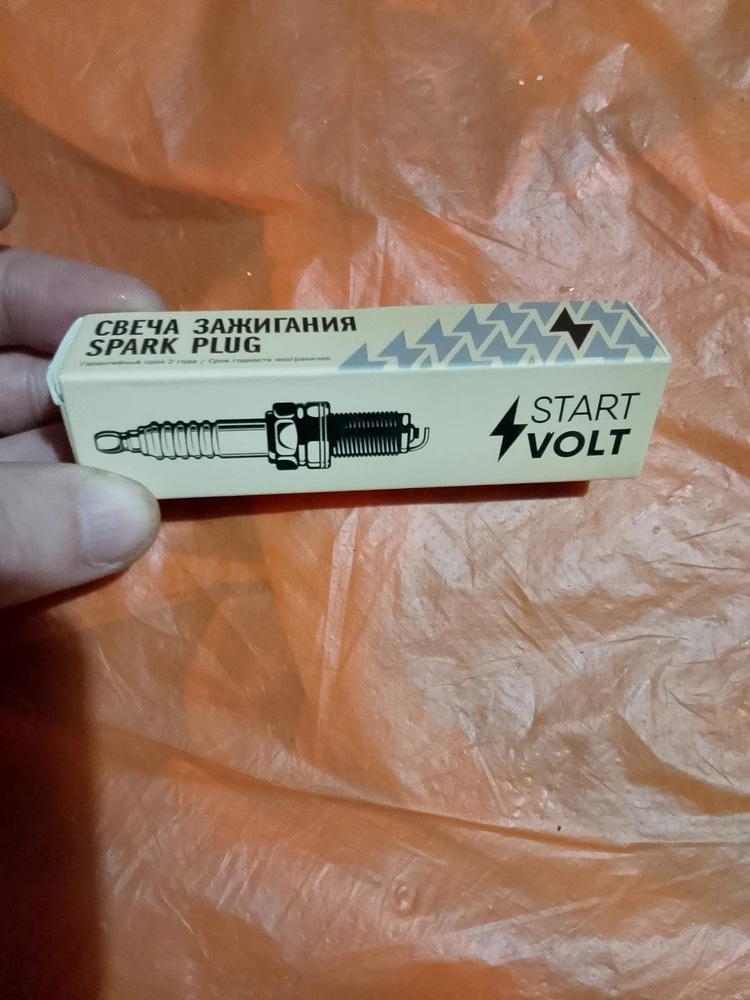 СВЕЧА ЗАЖИГАНИЯ
SPARK PLUG
Гарантийный срок 2 года / Срок годности неограничен
START
VOLT